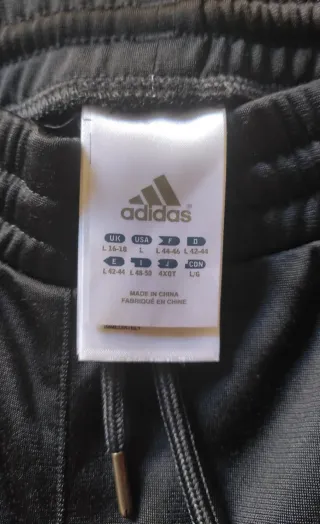 adidas
UK USA F D
L 16-18 L L 44-46 L 42-44
E I J CDN
L 42-44 L 48-50 4XOT L/G
MADE IN CHINA
FABRIQUÉ EN CHINE